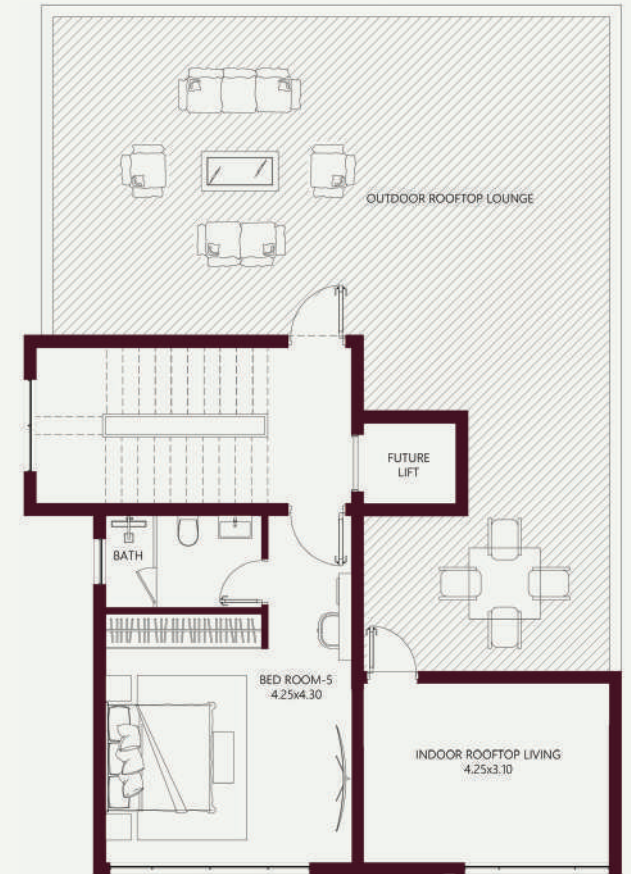 OUTDOOR ROOFTOP LOUNGE
FUTURE
LIFT
BATH
BED ROOM-5
4.25x4.30
INDOOR ROOFTOP LIVING
4.25x3.10